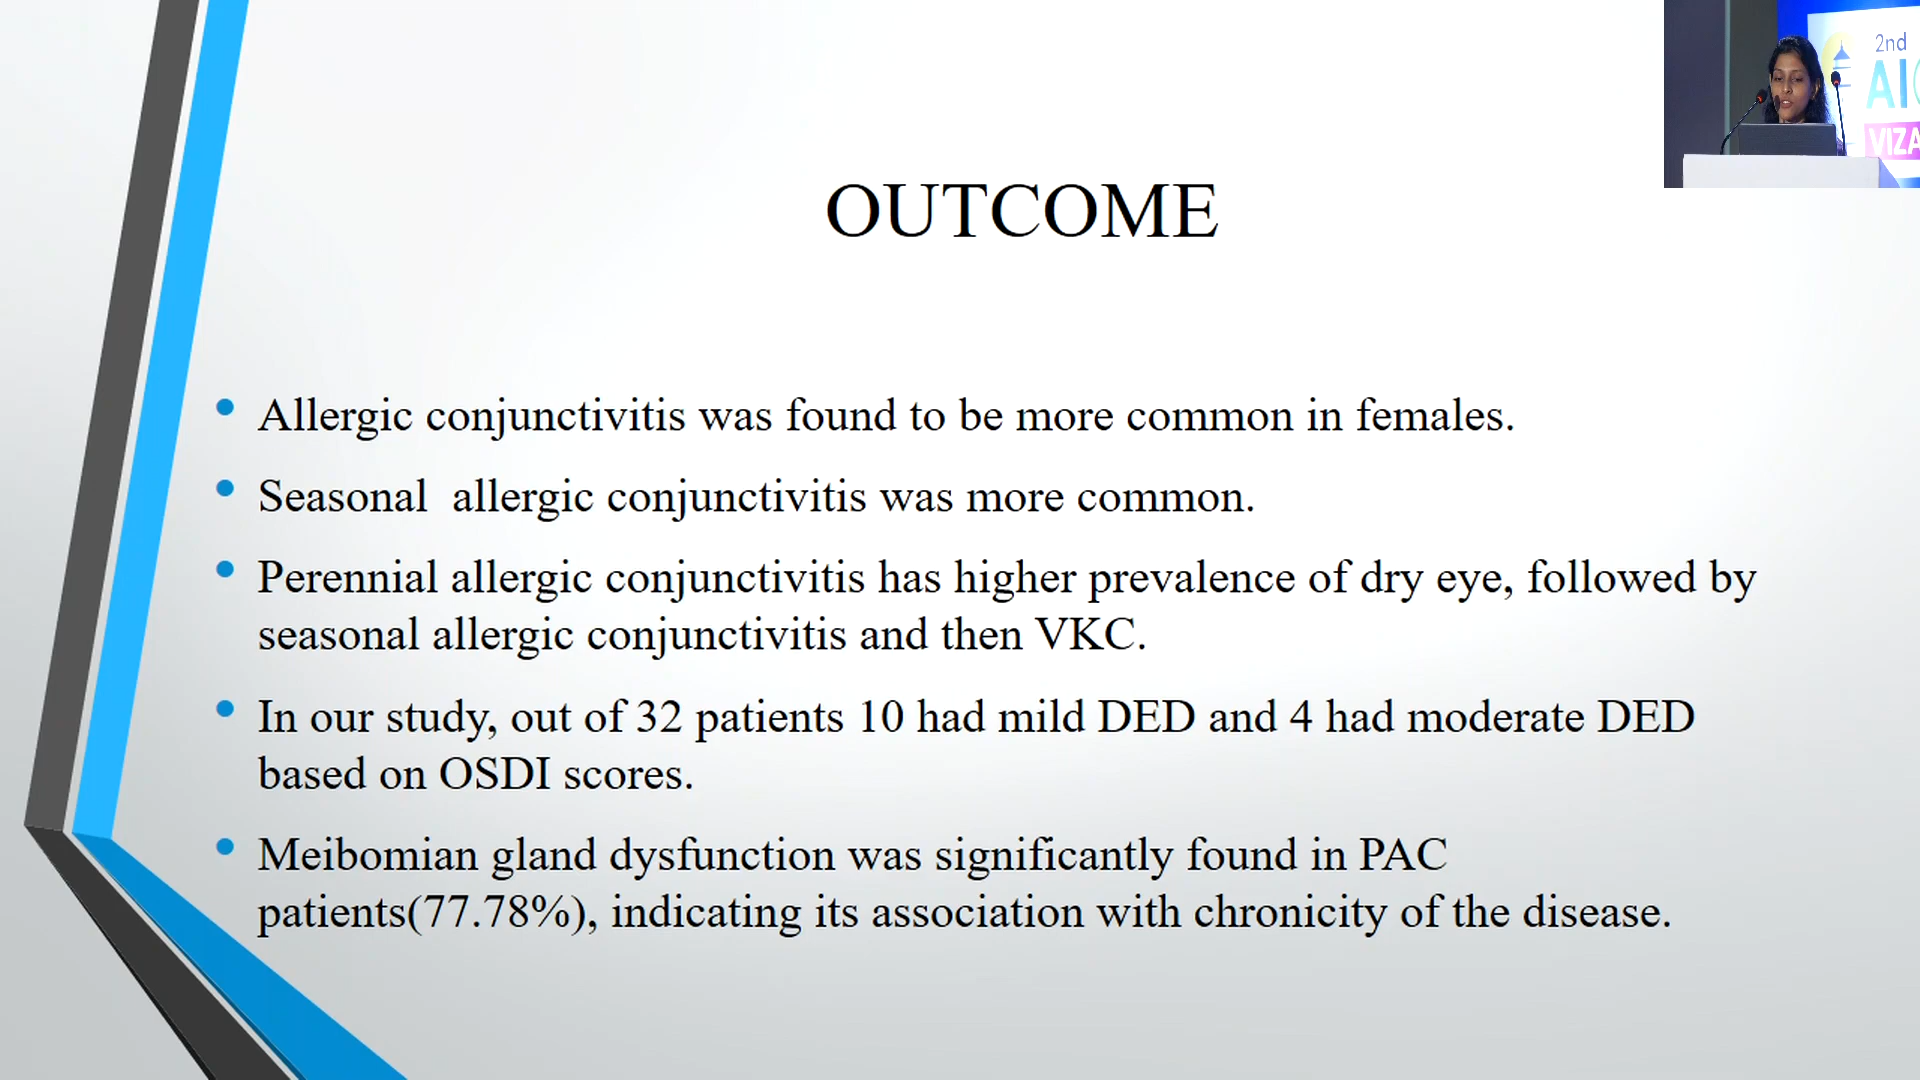 2nd
AI
VIZA
OUTCOME
• Allergic conjunctivitis was found to be more common in females.
• Seasonal  allergic conjunctivitis was more common.
• Perennial allergic conjunctivitis has higher prevalence of dry eye, followed by
seasonal allergic conjunctivitis and then VKC.
• In our study, out of 32 patients 10 had mild DED and 4 had moderate DED
based on OSDI scores.
• Meibomian gland dysfunction was significantly found in PAC
patients(77.78%), indicating its association with chronicity of the disease.